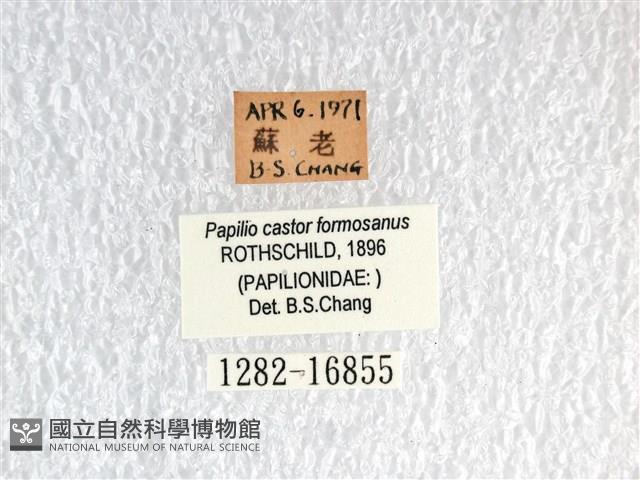 APR 6.1971
蘇 老
B.S. CHANG
Papilio castor formosanus
ROTHSCHILD, 1896
(PAPILIONIDAE: )
Det. B.S.Chang
1282-16855
國立自然科學博物館
NATIONAL MUSEUM OF NATURAL SCIENCE